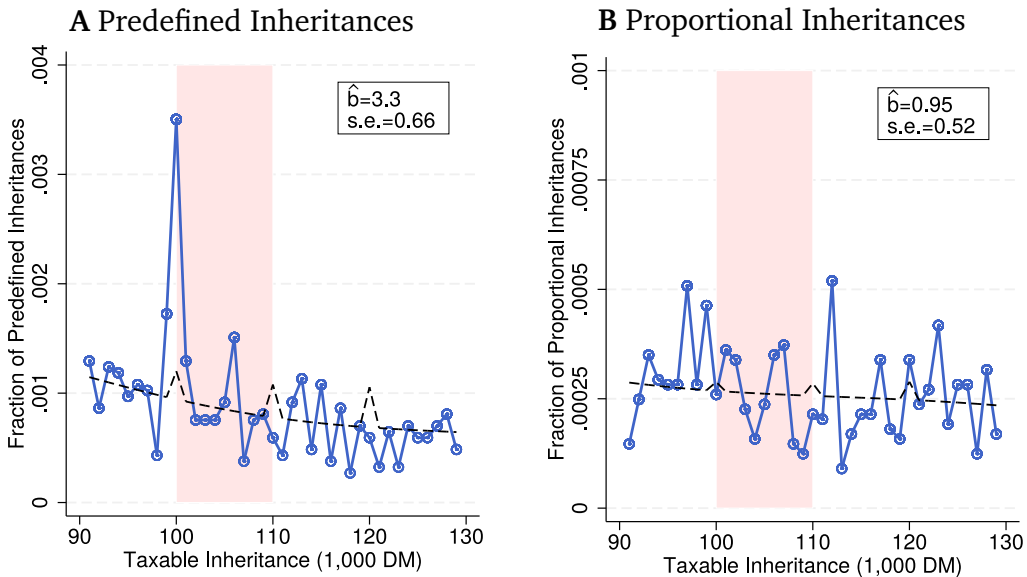 A Predefined Inheritances
Fraction of Predefined Inheritances
0 .001 .002 .003 .004
b̂=3.3
s.e.=0.66
90 100 110 120 130
Taxable Inheritance (1,000 DM)
B Proportional Inheritances
Fraction of Proportional Inheritances
0 .00025 .0005 .00075 .001
b̂=0.95
s.e.=0.52
90 100 110 120 130
Taxable Inheritance (1,000 DM)